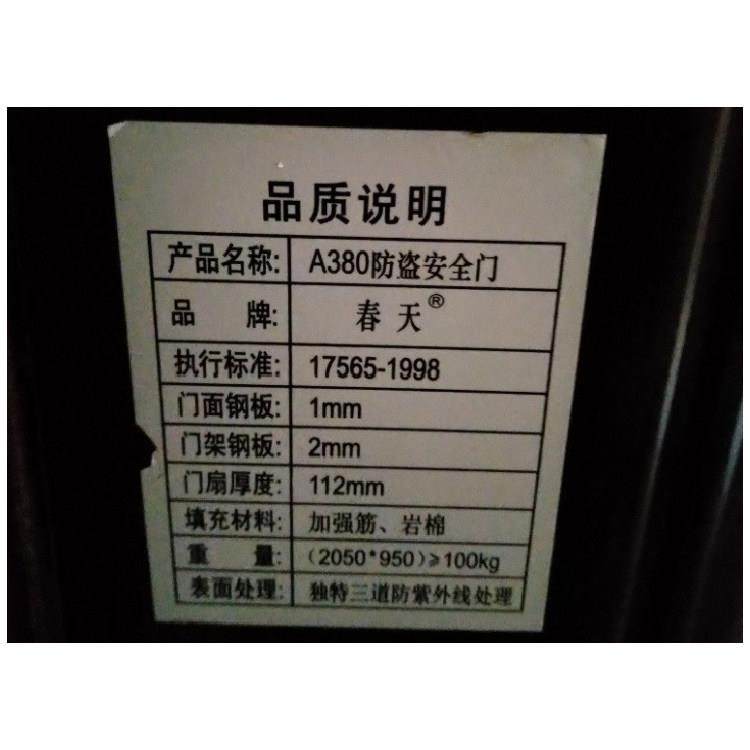 品质说明
产品名称: A380防盗安全门
品 牌: 春天®
执行标准: 17565-1998
门面钢板: 1mm
门架钢板: 2mm
门扇厚度: 112mm
填充材料: 加强筋、岩棉
重 量: (2050*950)≥100kg
表面处理: 独特三道防紫外线处理